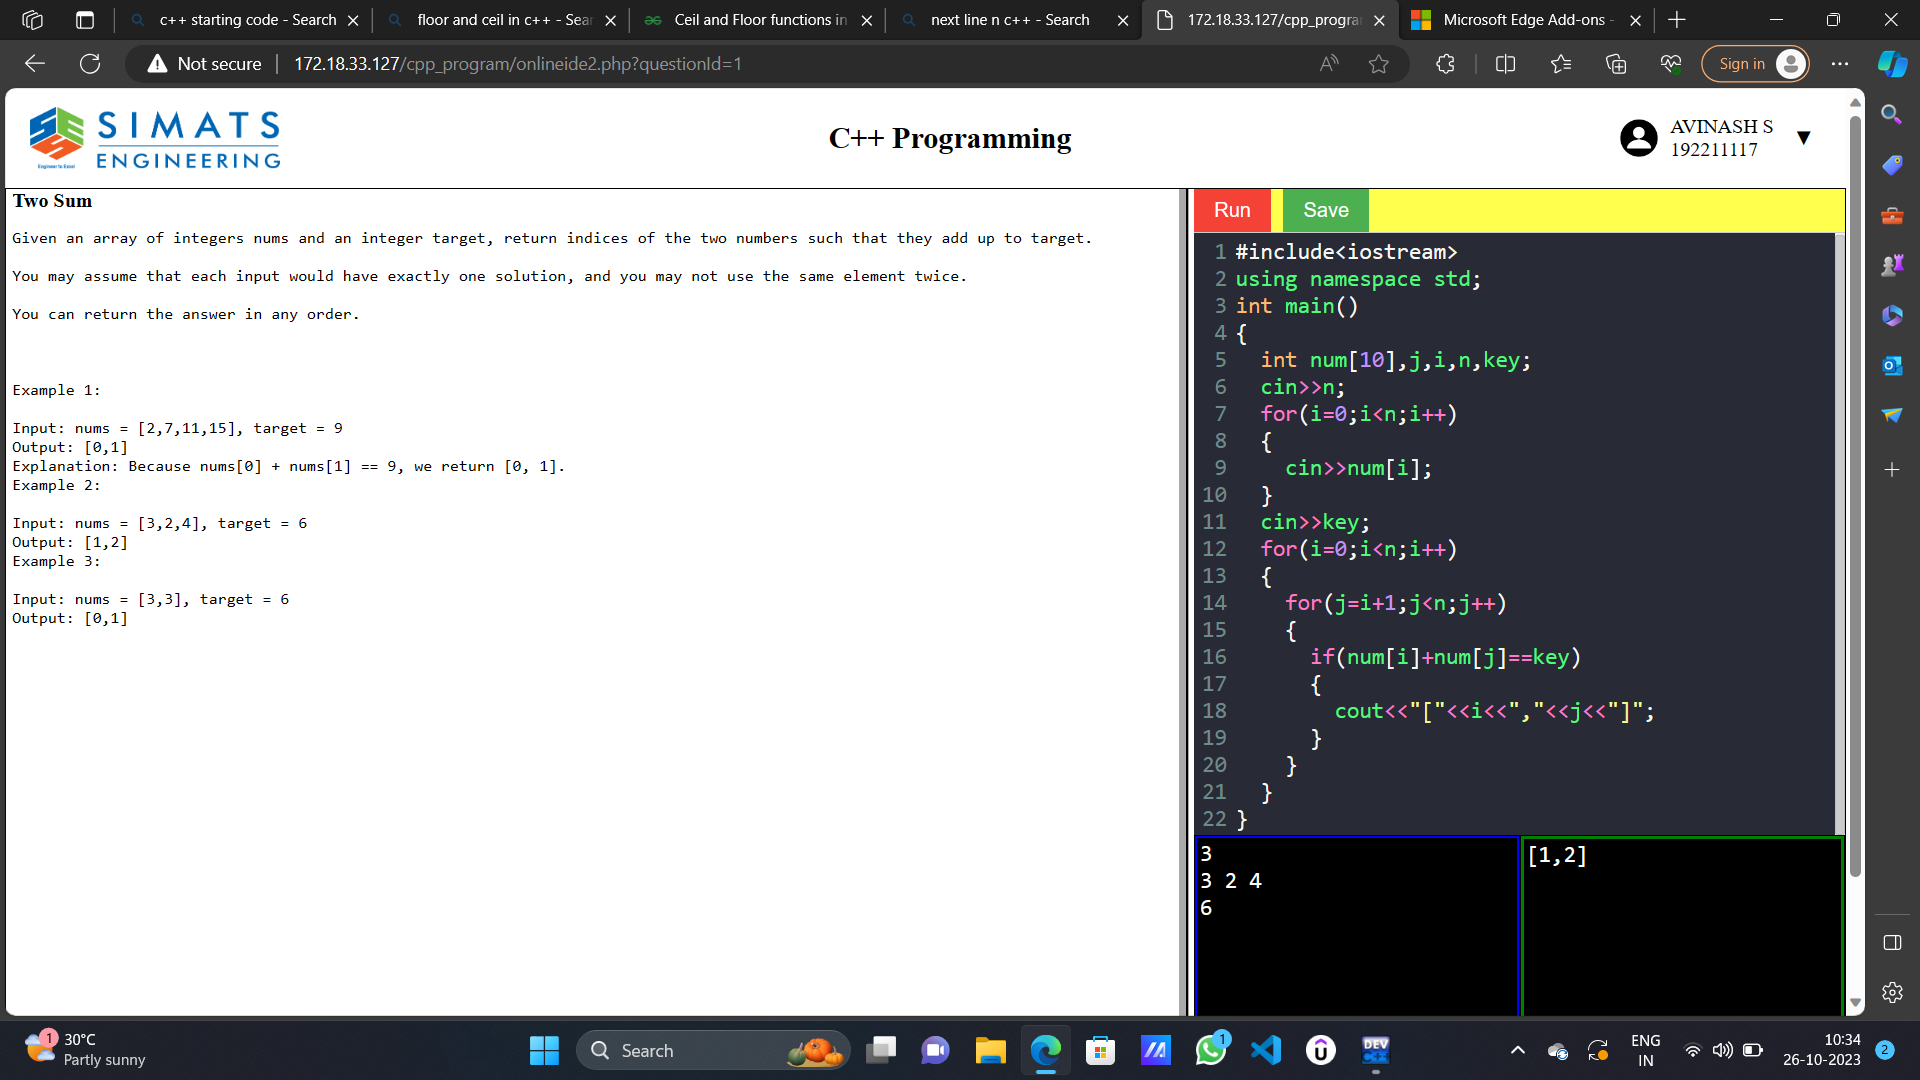 c++ starting code - Search
floor and ceil in c++ - Sear
Ceil and Floor functions in
next line n c++ - Search
172.18.33.127/cpp_progra
Microsoft Edge Add-ons -
Not secure
172.18.33.127/cpp_program/onlineide2.php?questionId=1
Sign in
SIMATS
ENGINEERING
Engineer to Excel
C++ Programming
AVINASH S
192211117
Two Sum
Given an array of integers nums and an integer target, return indices of the two numbers such that they add up to target.
You may assume that each input would have exactly one solution, and you may not use the same element twice.
You can return the answer in any order.
Example 1:
Input: nums = [2,7,11,15], target = 9
Output: [0,1]
Explanation: Because nums[0] + nums[1] == 9, we return [0, 1].
Example 2:
Input: nums = [3,2,4], target = 6
Output: [1,2]
Example 3:
Input: nums = [3,3], target = 6
Output: [0,1]
Run
Save
1 #include<iostream>
2 using namespace std;
3 int main()
4 {
5 int num[10],j,i,n,key;
6 cin>>n;
7 for(i=0;i<n;i++)
8 {
9 cin>>num[i];
10 }
11 cin>>key;
12 for(i=0;i<n;i++)
13 {
14 for(j=i+1;j<n;j++)
15 {
16 if(num[i]+num[j]==key)
17 {
18 cout<<"["<<i<<","<<j<<"]";
19 }
20 }
21 }
22 }
3
3 2 4
6
[1,2]
1
30°C
Partly sunny
Search
1
DEV
C++
ENG
IN
10:34
26-10-2023
2